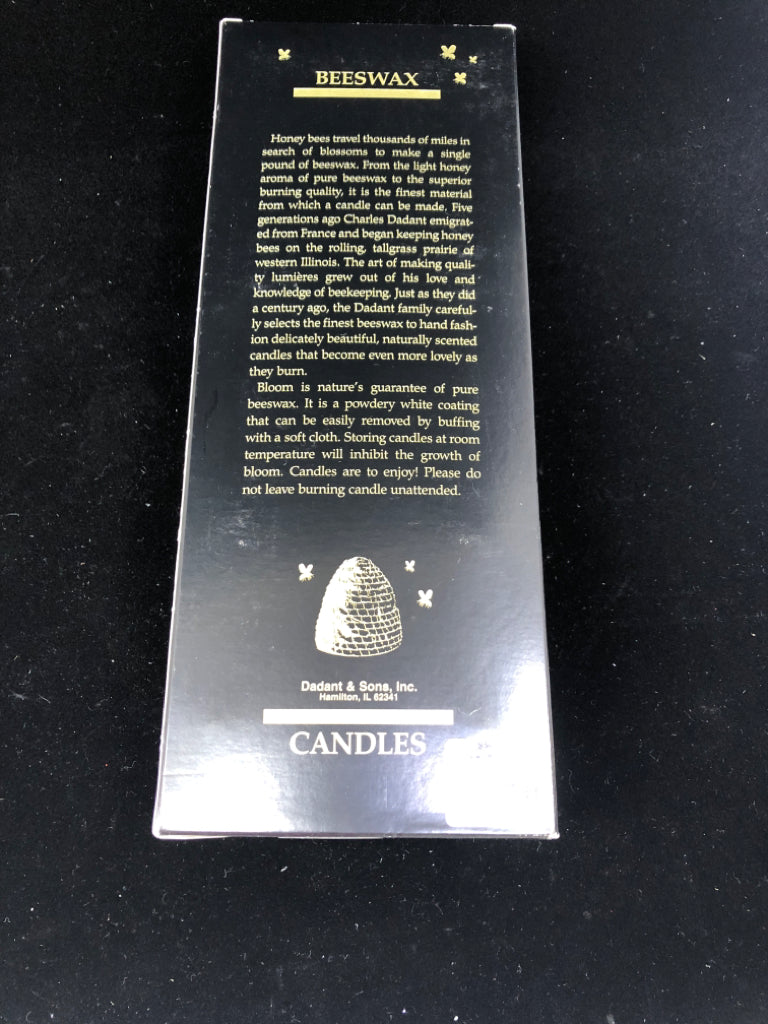 BEESWAX
Honey bees travel thousands of miles in
search of blossoms to make a single
pound of beeswax. From the light honey
aroma of pure beeswax to the superior
burning quality, it is the finest material
from which a candle can be made. Five
generations ago Charles Dadant emigrat-
ed from France and began keeping honey
bees on the rolling, tallgrass prairie of
western Illinois. The art of making quali-
ty lumières grew out of his love and
knowledge of beekeeping. Just as they did
a century ago, the Dadant family careful-
ly selects the finest beeswax to hand fash-
ion delicately beautiful, naturally scented
candles that become even more lovely as
they burn.
Bloom is nature's guarantee of pure
beeswax. It is a powdery white coating
that can be easily removed by buffing
with a soft cloth. Storing candles at room
temperature will inhibit the growth of
bloom. Candles are to enjoy! Please do
not leave burning candle unattended.
Dadant & Sons, Inc.
Hamilton, IL 62341
CANDLES